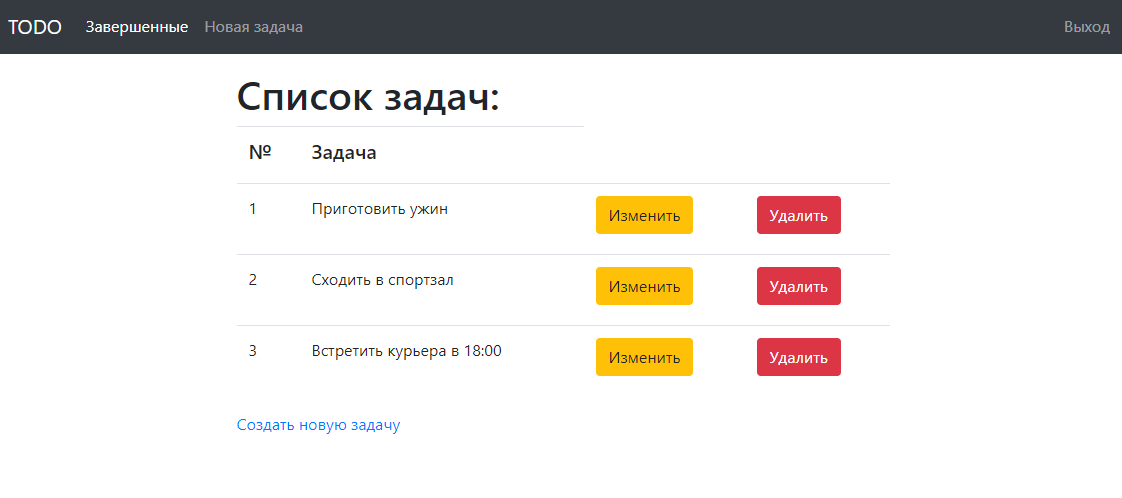 TODO Завершенные Новая задача Выход
Список задач:
№ Задача
1 Приготовить ужин Изменить Удалить
2 Сходить в спортзал Изменить Удалить
3 Встретить курьера в 18:00 Изменить Удалить
Создать новую задачу